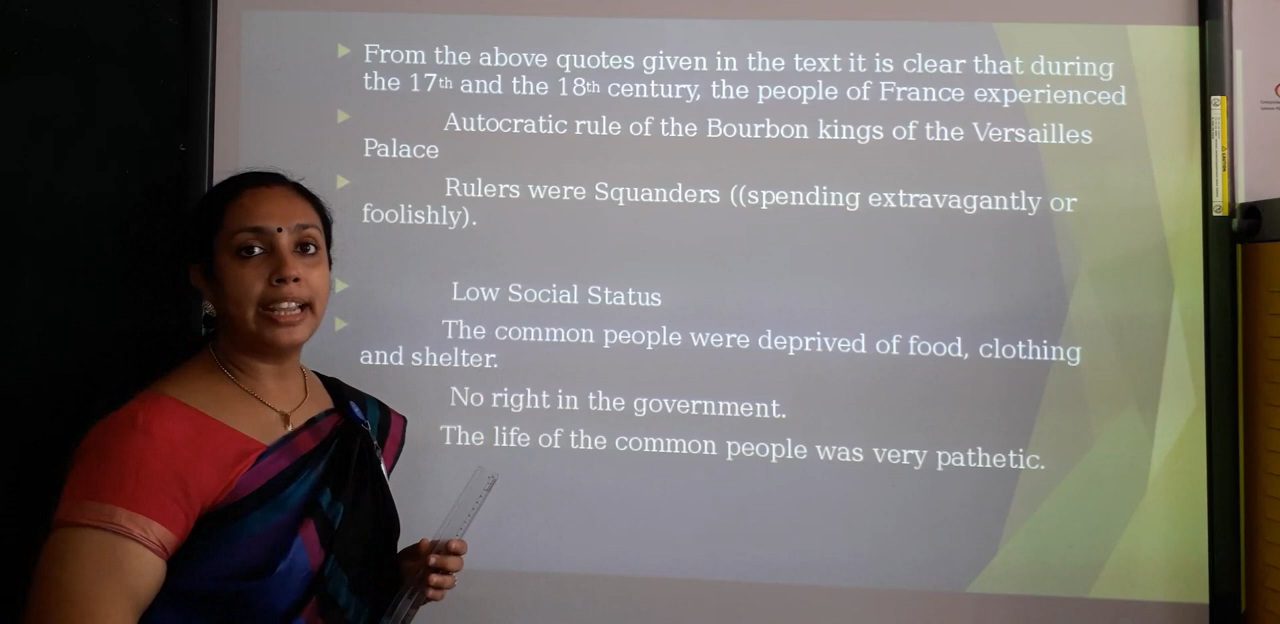 From the above quotes given in the text it is clear that during
the 17th and the 18th century, the people of France experienced
Autocratic rule of the Bourbon kings of the Versailles
Palace
Rulers were Squanders ((spending extravagantly or
foolishly).
Low Social Status
The common people were deprived of food, clothing
and shelter.
No right in the government.
The life of the common people was very pathetic.